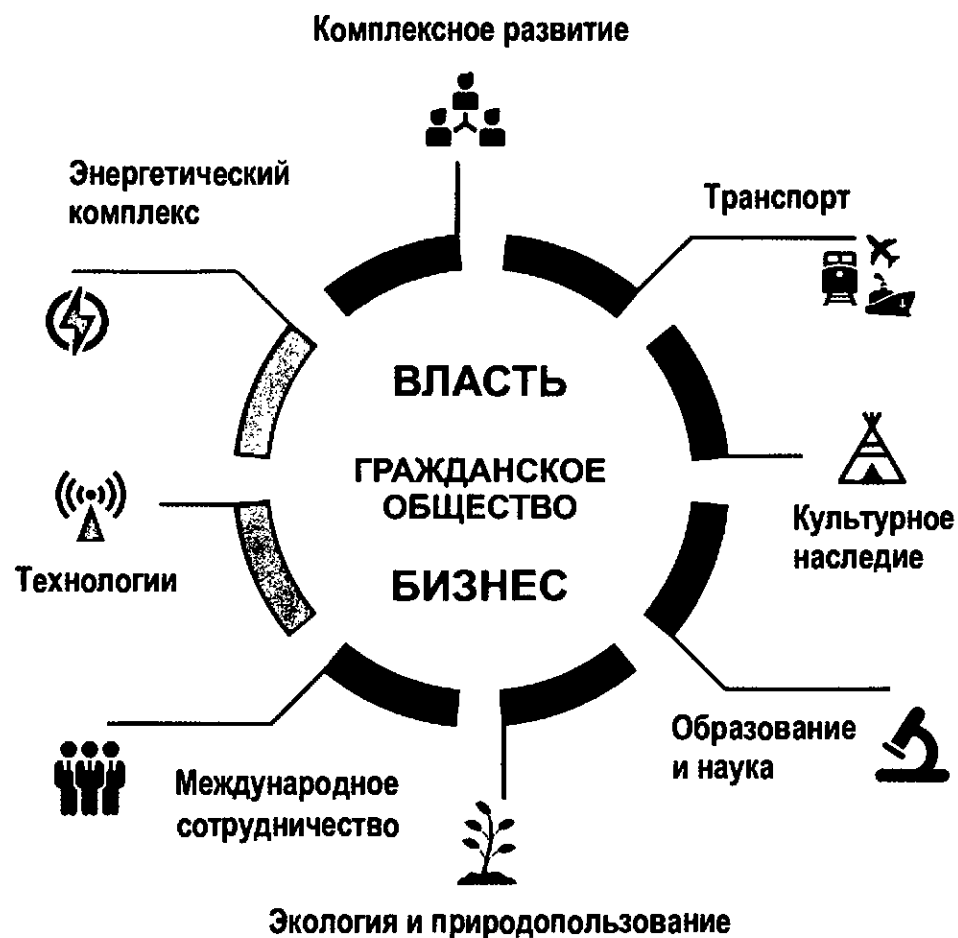 Комплексное развитие
Энергетический
комплекс
Транспорт
ВЛАСТЬ
ГРАЖДАНСКОЕ
ОБЩЕСТВО
БИЗНЕС
Культурное
наследие
Технологии
Образование
и наука
Международное
сотрудничество
Экология и природопользование